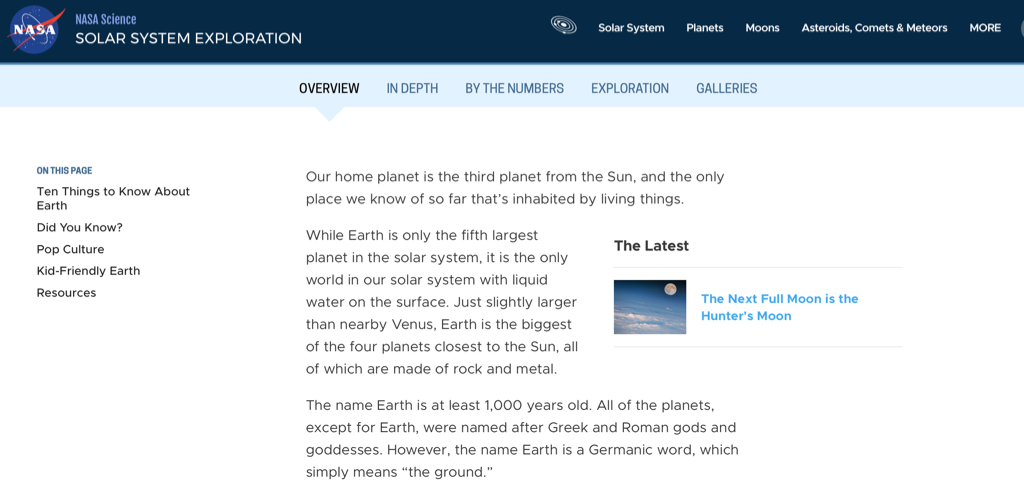 NASA
NASA Science
SOLAR SYSTEM EXPLORATION
Solar System
Planets
Moons
Asteroids, Comets & Meteors
MORE
OVERVIEW
IN DEPTH
BY THE NUMBERS
EXPLORATION
GALLERIES
ON THIS PAGE
Ten Things to Know About
Earth
Did You Know?
Pop Culture
Kid-Friendly Earth
Resources
Our home planet is the third planet from the Sun, and the only
place we know of so far that’s inhabited by living things.
While Earth is only the fifth largest
planet in the solar system, it is the only
world in our solar system with liquid
water on the surface. Just slightly larger
than nearby Venus, Earth is the biggest
of the four planets closest to the Sun, all
of which are made of rock and metal.
The Latest
The Next Full Moon is the
Hunter's Moon
The name Earth is at least 1,000 years old. All of the planets,
except for Earth, were named after Greek and Roman gods and
goddesses. However, the name Earth is a Germanic word, which
simply means “the ground.”